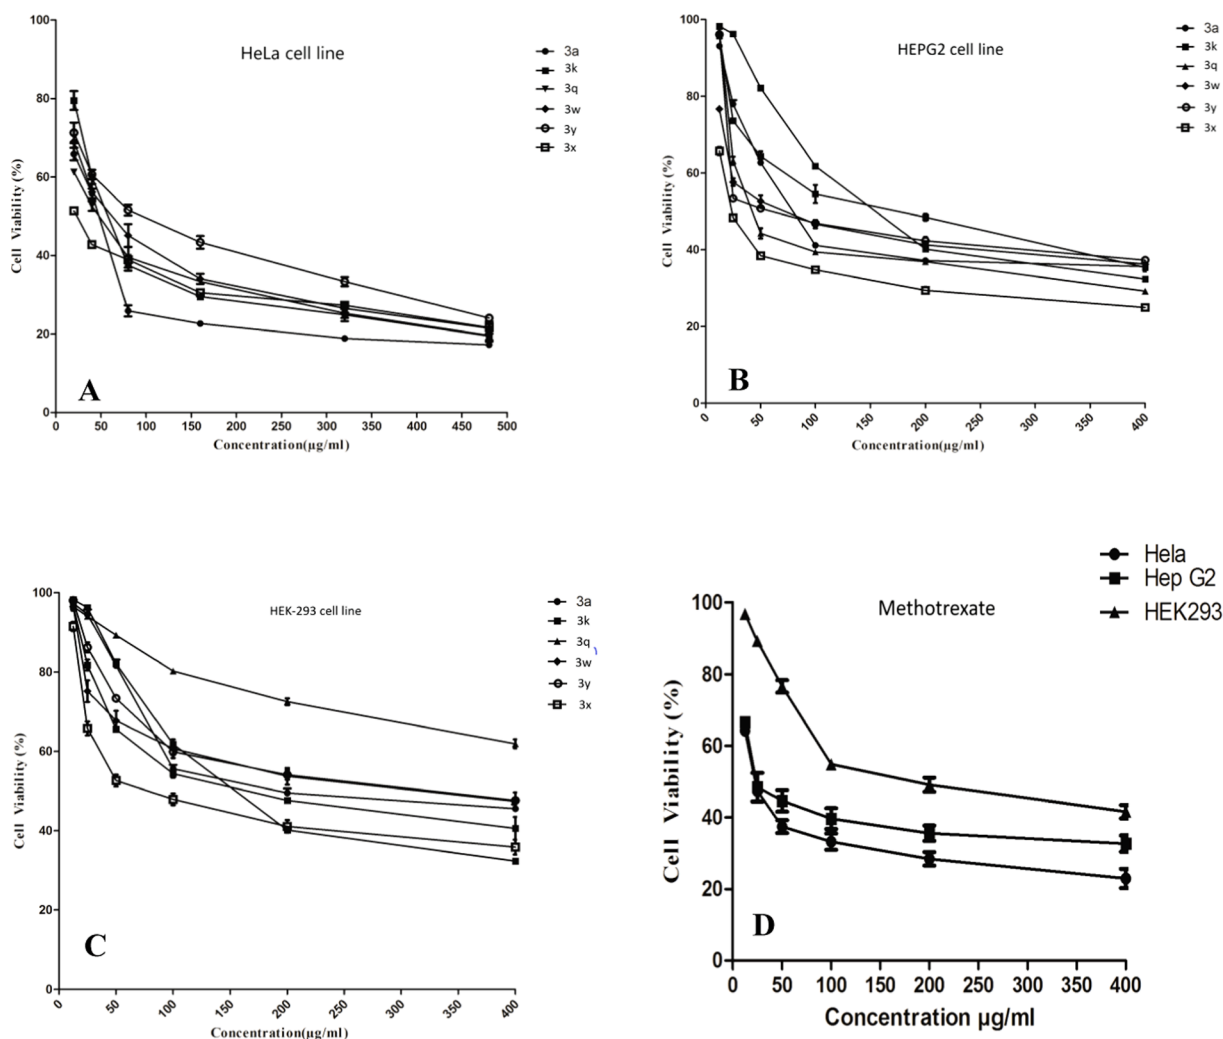 HeLa cell line
3a
3k
3q
3w
3y
3x
100
80
60
40
20
0
Cell Viability (%)
A
0 50 100 150 200 250 300 350 400 450 500
Concentration(µg/ml)
HEPG2 cell line
3a
3k
3q
3w
3y
3x
100
80
60
40
20
0
Cell Viability (%)
B
0 50 100 150 200 250 300 350 400
Concentration(µg/ml)
HEK-293 cell line
3a
3k
3q
3w
3y
3x
100
80
60
40
20
0
Cell Viability (%)
C
0 50 100 150 200 250 300 350 400
Concentration(µg/ml)
Methotrexate
Hela
Hep G2
HEK293
100
80
60
40
20
0
Cell Viability (%)
D
0 50 100 150 200 250 300 350 400
Concentration µg/ml